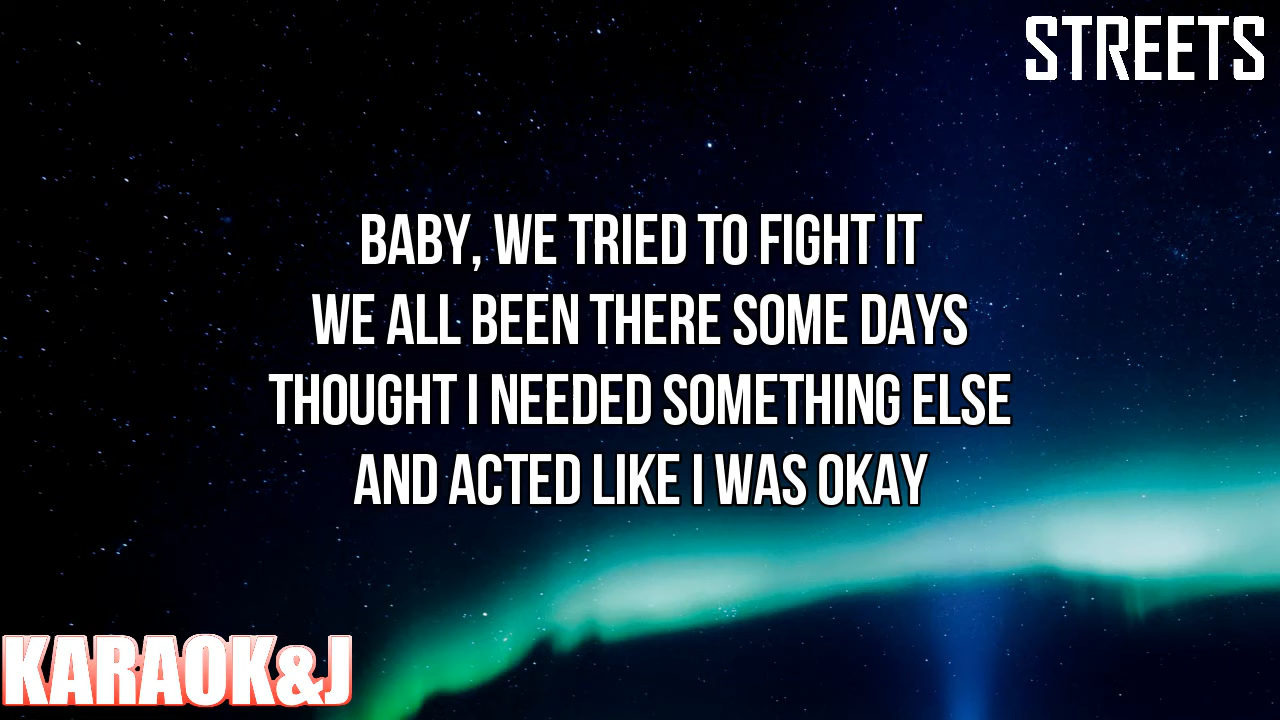 STREETS
BABY, WE TRIED TO FIGHT IT
WE ALL BEEN THERE SOME DAYS
THOUGHT I NEEDED SOMETHING ELSE
AND ACTED LIKE I WAS OKAY
KARAOK&J